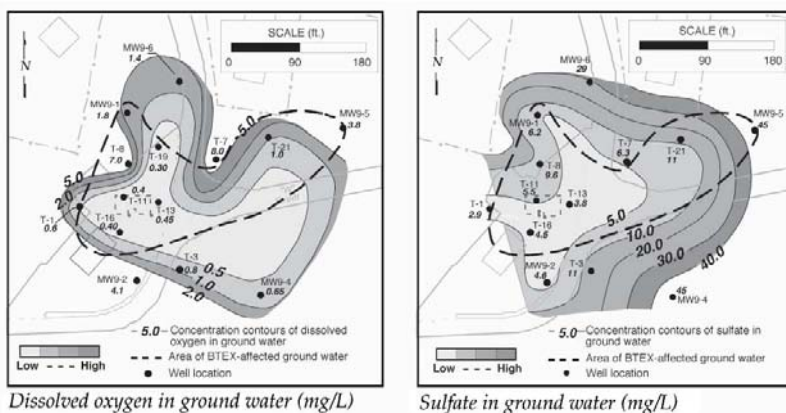 SCALE (ft.)
0 90 180
N
MW9-6
1.4
MW9-1
1.8
T-8
7.0
T-19
0.30
T-7
8.0
5.0
MW9-5
3.8
T-21
1.0
5.0
2.0
T-1
0.6
0.4
T-11
T-13
0.45
T-16
0.40
T-3
0.8
0.5
1.0
2.0
MW9-2
4.1
MW9-4
0.65
5.0 Concentration contours of dissolved
oxygen in ground water
Area of BTEX-affected ground water
Well location
Low High
Dissolved oxygen in ground water (mg/L)
SCALE (ft.)
0 90 180
N
MW9-6
29
MW9-1
6.2
MW9-5
45
T-7
6.3
T-21
11
T-8
9.6
T-11
5.5
T-13
3.8
T-1
2.9
T-16
4.6
5.0
10.0
20.0
30.0
40.0
MW9-2
4.8
T-3
11
45
MW9-4
5.0 Concentration contours of sulfate in
ground water
Area of BTEX-affected ground water
Well location
Low High
Sulfate in ground water (mg/L)